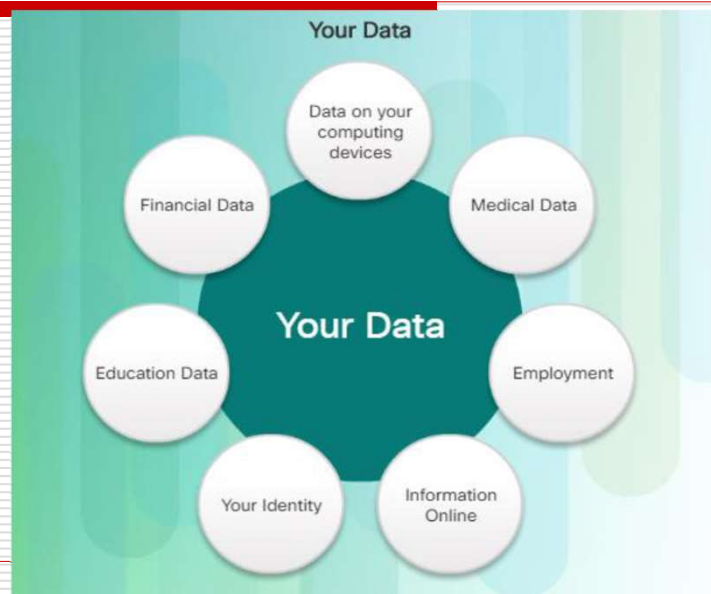 Your Data
Data on your
computing
devices
Financial Data
Medical Data
Your Data
Education Data
Employment
Your Identity
Information
Online